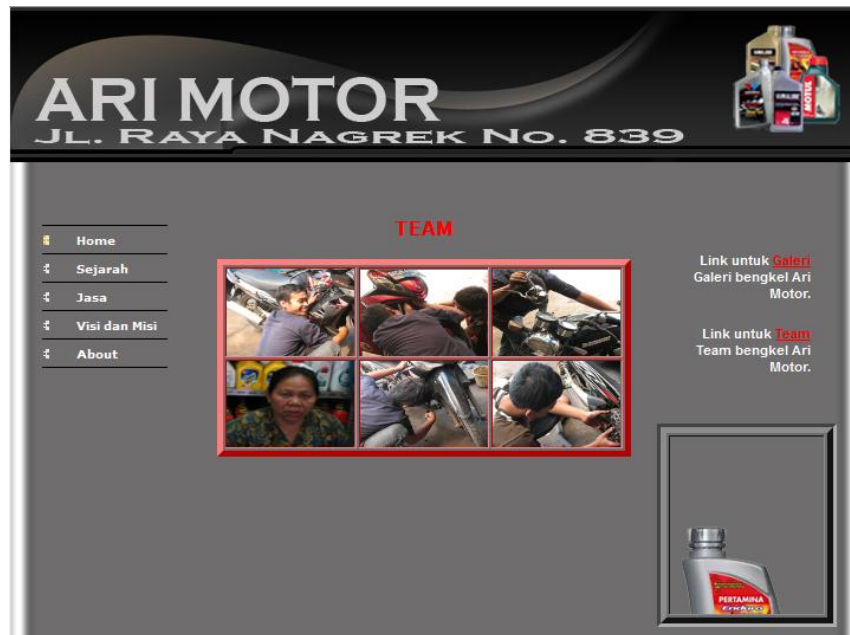 ARI MOTOR
JL. RAYA NAGREK NO. 839
MOTUL
Home
Sejarah
Jasa
Visi dan Misi
About
TEAM
Link untuk Galeri
Galeri bengkel Ari
Motor.
Link untuk Team
Team bengkel Ari
Motor.
PERTAMINA
Enduro